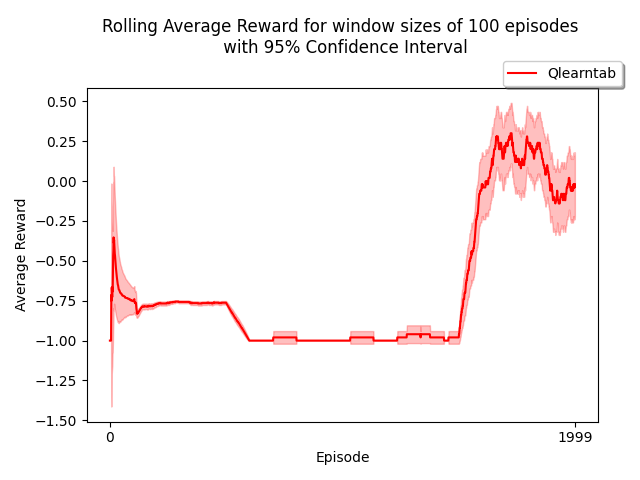 Rolling Average Reward for window sizes of 100 episodes
with 95% Confidence Interval
Qlearntab
0.50
0.25
0.00
−0.25
−0.50
−0.75
−1.00
−1.25
−1.50
Average Reward
0
1999
Episode